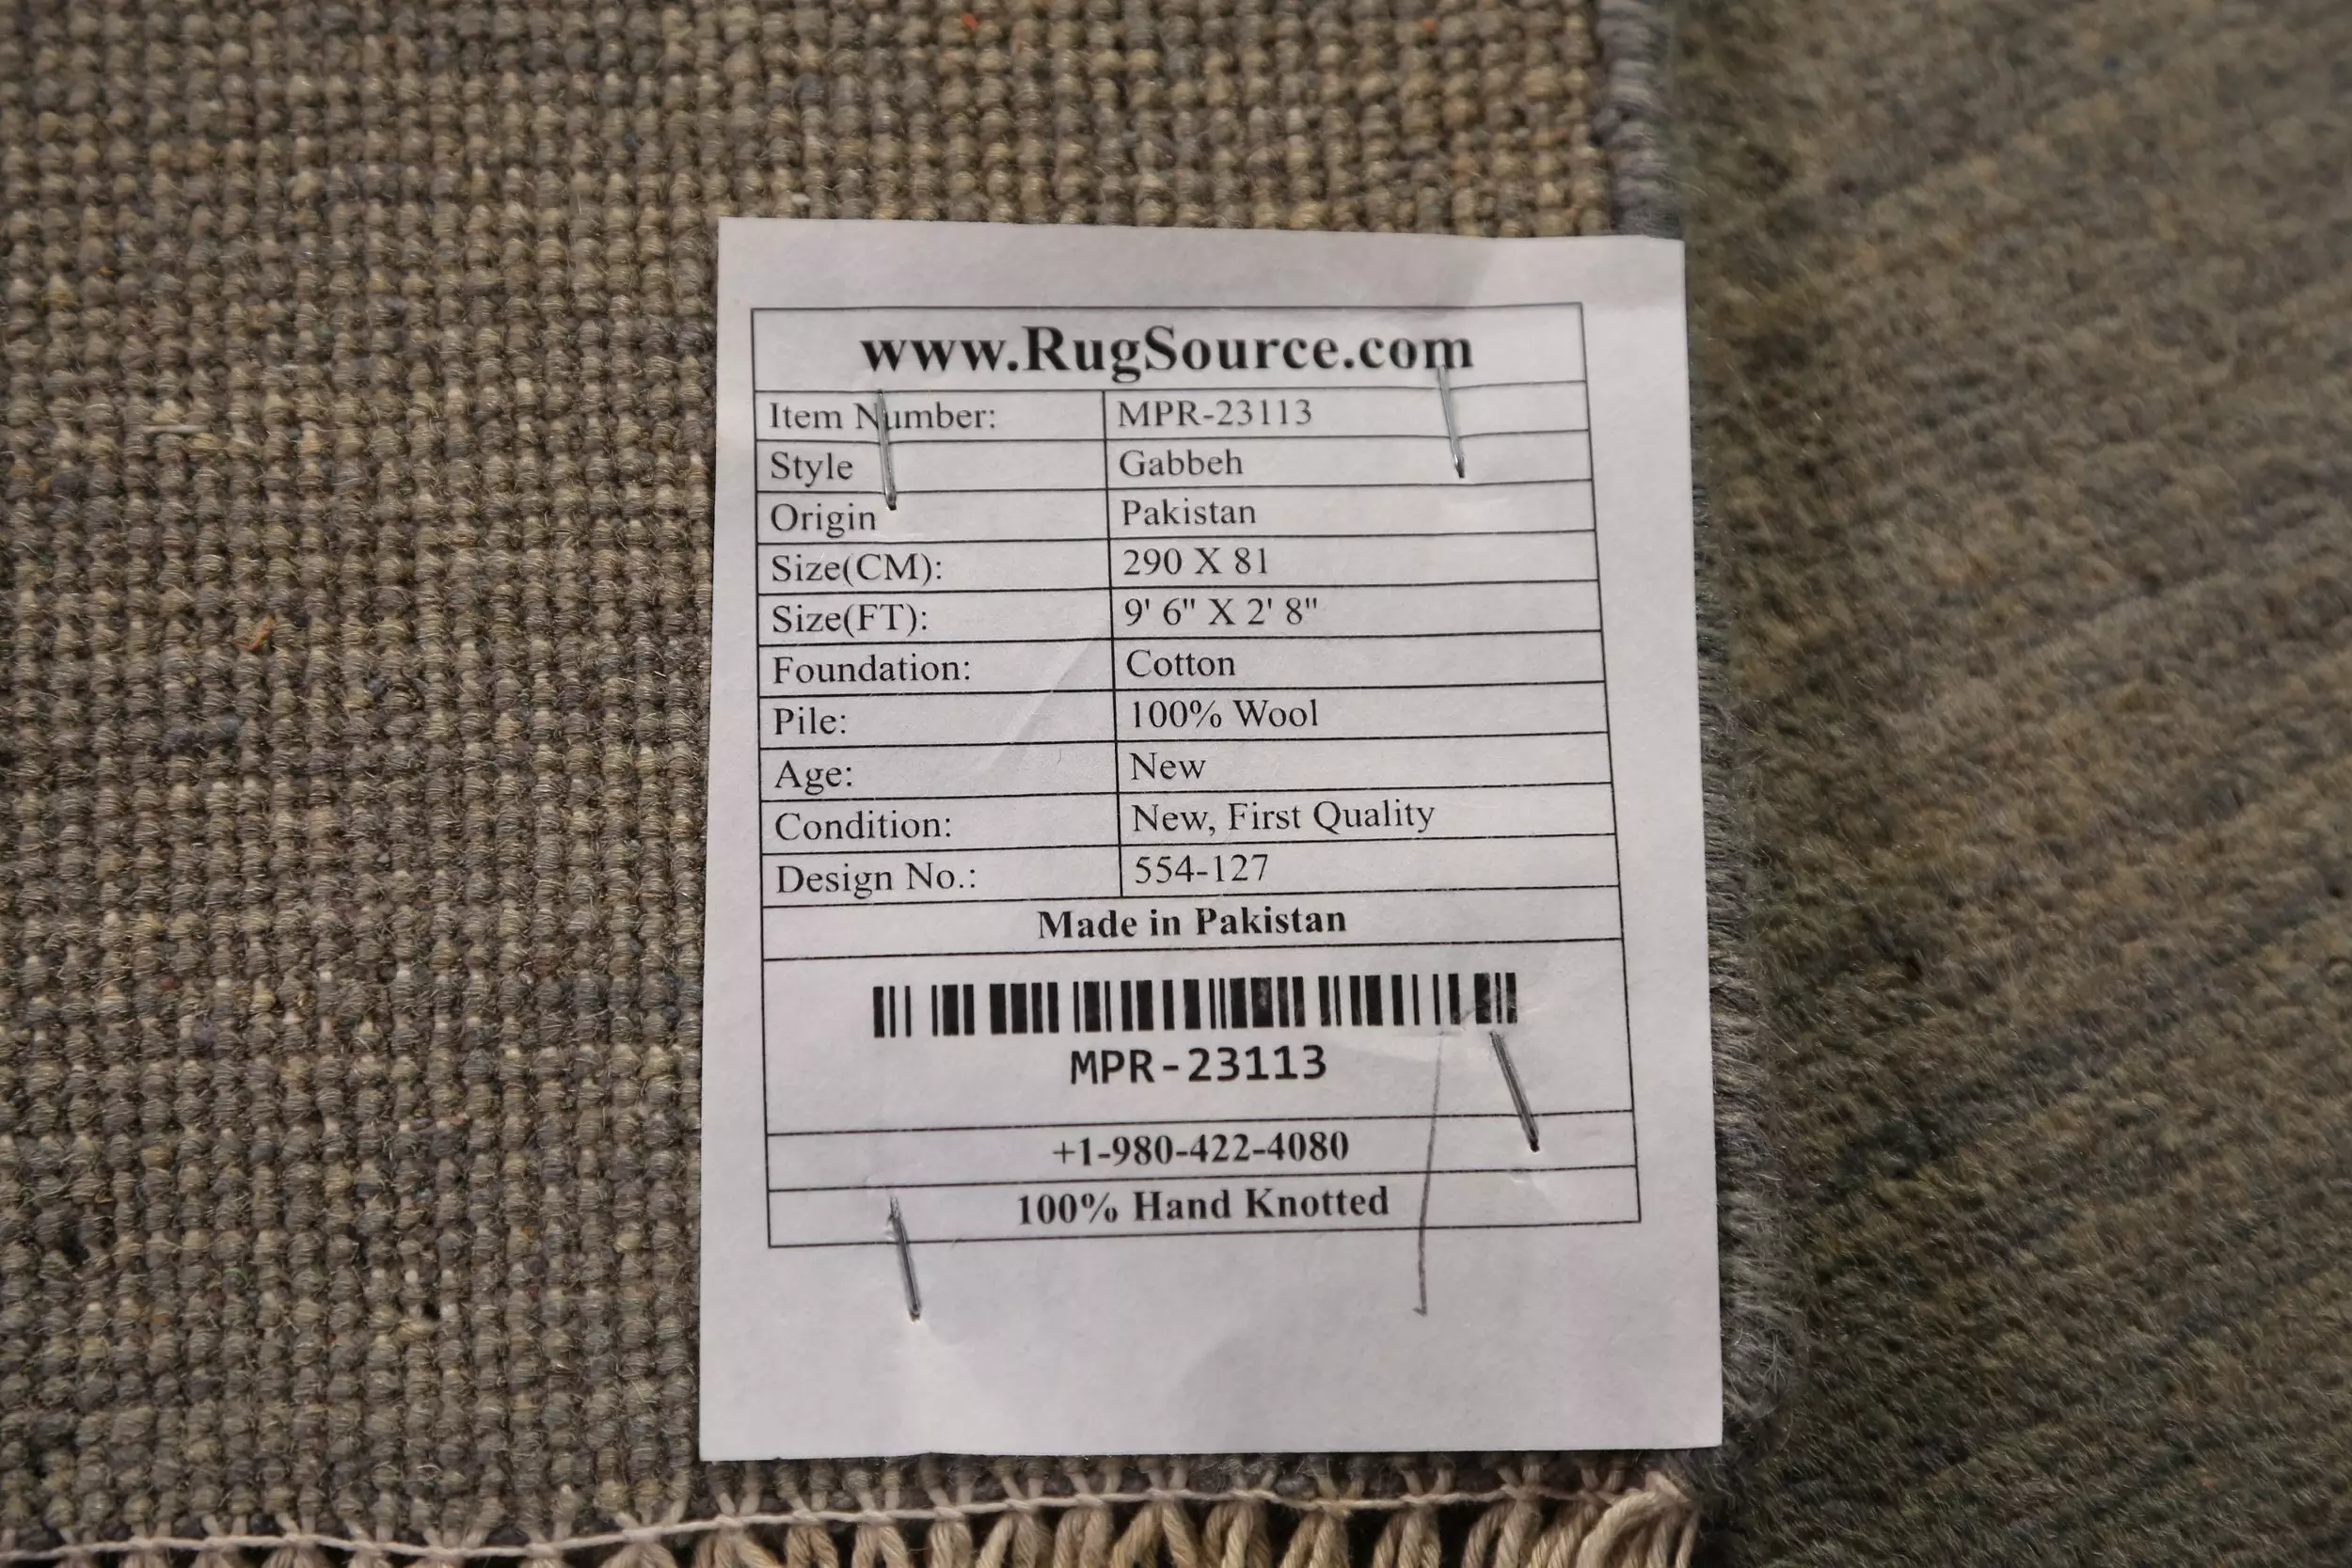 www.RugSource.com
Item Number: MPR-23113
Style Gabbeh
Origin Pakistan
Size(CM): 290 X 81
Size(FT): 9' 6" X 2' 8"
Foundation: Cotton
Pile: 100% Wool
Age: New
Condition: New, First Quality
Design No.: 554-127
Made in Pakistan
MPR-23113
+1-980-422-4080
100% Hand Knotted